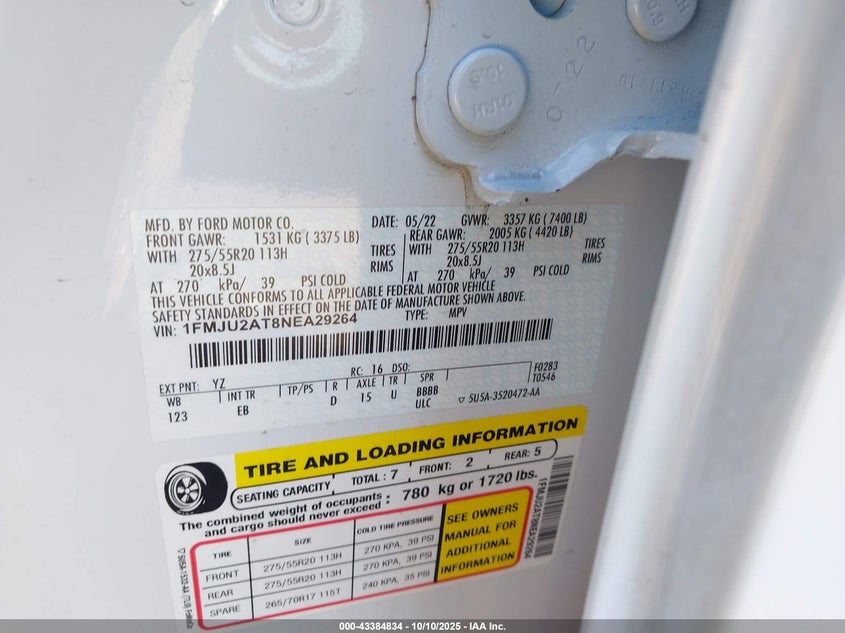 01RH
10.9
0722
MFD. BY FORD MOTOR CO.
DATE: 05/22 GVWR: 3357 KG ( 7400 LB)
FRONT GAWR: 1531 KG ( 3375 LB)
REAR GAWR: 2005 KG ( 4420 LB)
WITH 275/55R20 113H TIRES
WITH 275/55R20 113H TIRES
20x8.5J RIMS
20x8.5J RIMS
AT 270 kPa/ 39 PSI COLD
AT 270 kPa/ 39 PSI COLD
THIS VEHICLE CONFORMS TO ALL APPLICABLE FEDERAL MOTOR VEHICLE
SAFETY STANDARDS IN EFFECT ON THE DATE OF MANUFACTURE SHOWN ABOVE.
VIN: 1FMJU2AT8NEA29264
TYPE: MPV
RC: 16 DSO:
F0283
T0546
EXT PNT: YZ
WB INT TR TP/PS R AXLE TR SPR
123 EB D 15 U BBBB
ULC
5U5A-3520472-AA
TIRE AND LOADING INFORMATION
SEATING CAPACITY TOTAL: 7 FRONT: 2 REAR: 5
The combined weight of occupants and cargo should never exceed : 780 kg or 1720 lbs.
TIRE SIZE COLD TIRE PRESSURE
FRONT 275/55R20 113H 270 KPA, 39 PSI
REAR 275/55R20 113H 270 KPA, 39 PSI
SPARE 265/70R17 115T 240 KPA, 35 PSI
SEE OWNERS
MANUAL FOR
ADDITIONAL
INFORMATION
1FMJU2AT8NEA29264
000-43384834 - 10/10/2025 - IAA Inc.